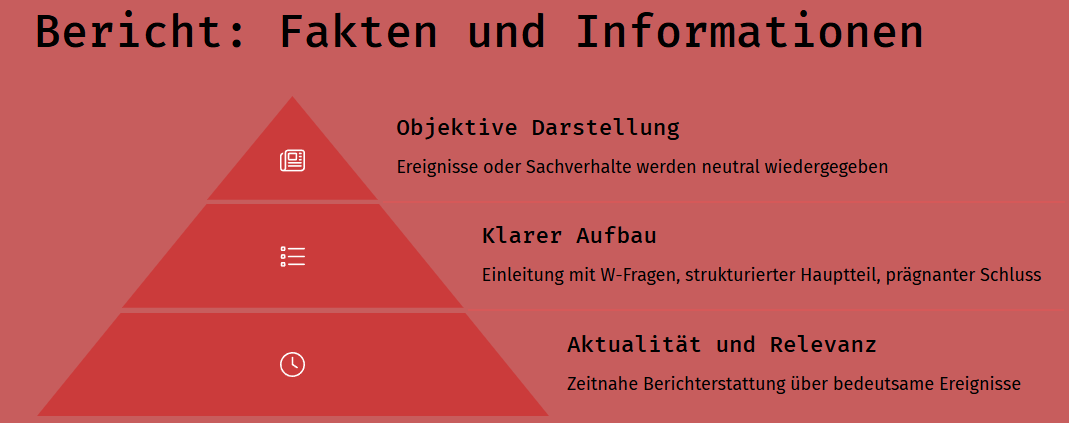 Bericht: Fakten und Informationen
Objektive Darstellung
Ereignisse oder Sachverhalte werden neutral wiedergegeben
Klarer Aufbau
Einleitung mit W-Fragen, strukturierter Hauptteil, prägnanter Schluss
Aktualität und Relevanz
Zeitnahe Berichterstattung über bedeutsame Ereignisse